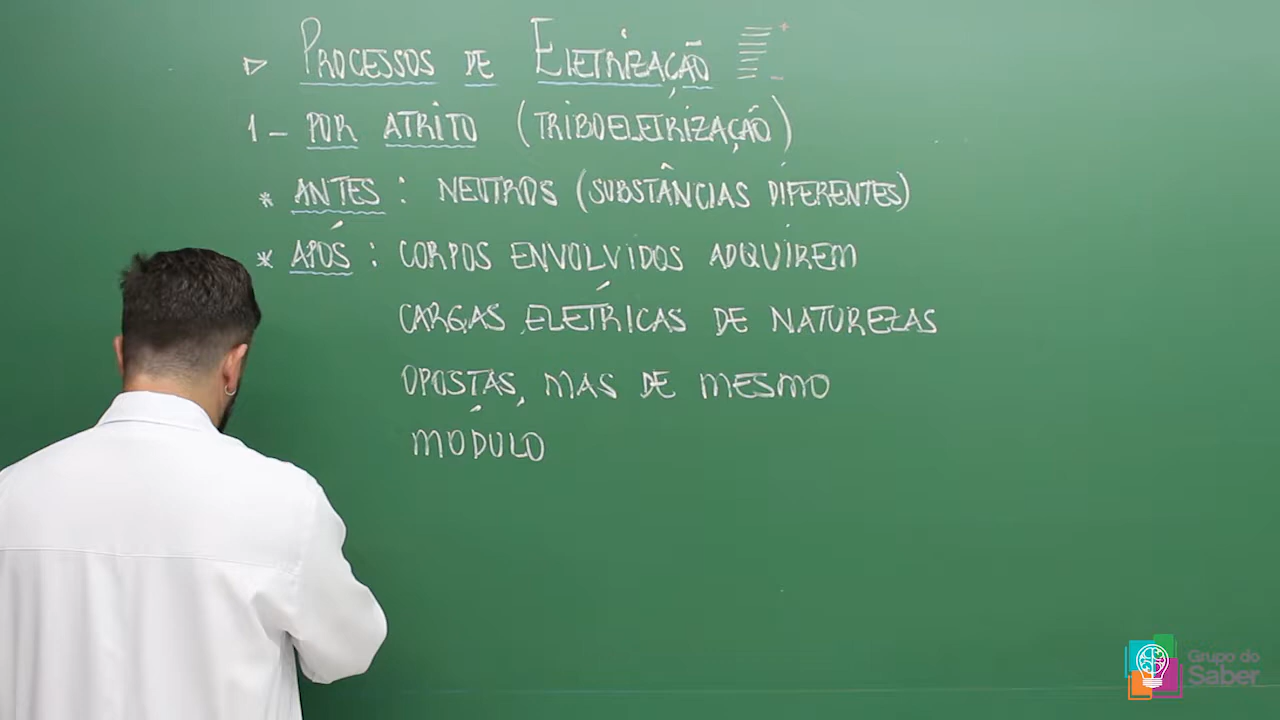 ▷ PROCESSOS DE ELETRIZAÇÃO + -
1 - POR ATRITO (TRIBOELETRIZAÇÃO)
* ANTES : NEUTROS (SUBSTÂNCIAS DIFERENTES)
* APÓS : CORPOS ENVOLVIDOS ADQUIREM
CARGAS ELÉTRICAS DE NATUREZAS
OPOSTAS, MAS DE MESMO
MÓDULO
Grupo do
Saber